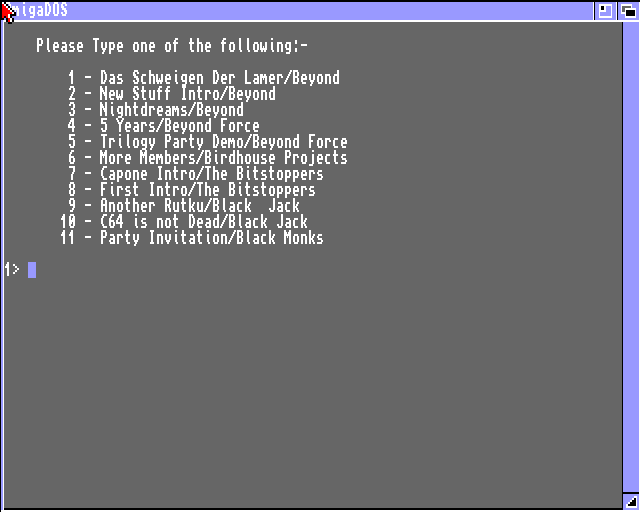 AmigaDOS
Please Type one of the following:-
1 - Das Schweigen Der Lamer/Beyond
2 - New Stuff Intro/Beyond
3 - Nightdreams/Beyond
4 - 5 Years/Beyond Force
5 - Trilogy Party Demo/Beyond Force
6 - More Members/Birdhouse Projects
7 - Capone Intro/The Bitstoppers
8 - First Intro/The Bitstoppers
9 - Another Rutku/Black  Jack
10 - C64 is not Dead/Black Jack
11 - Party Invitation/Black Monks
1>